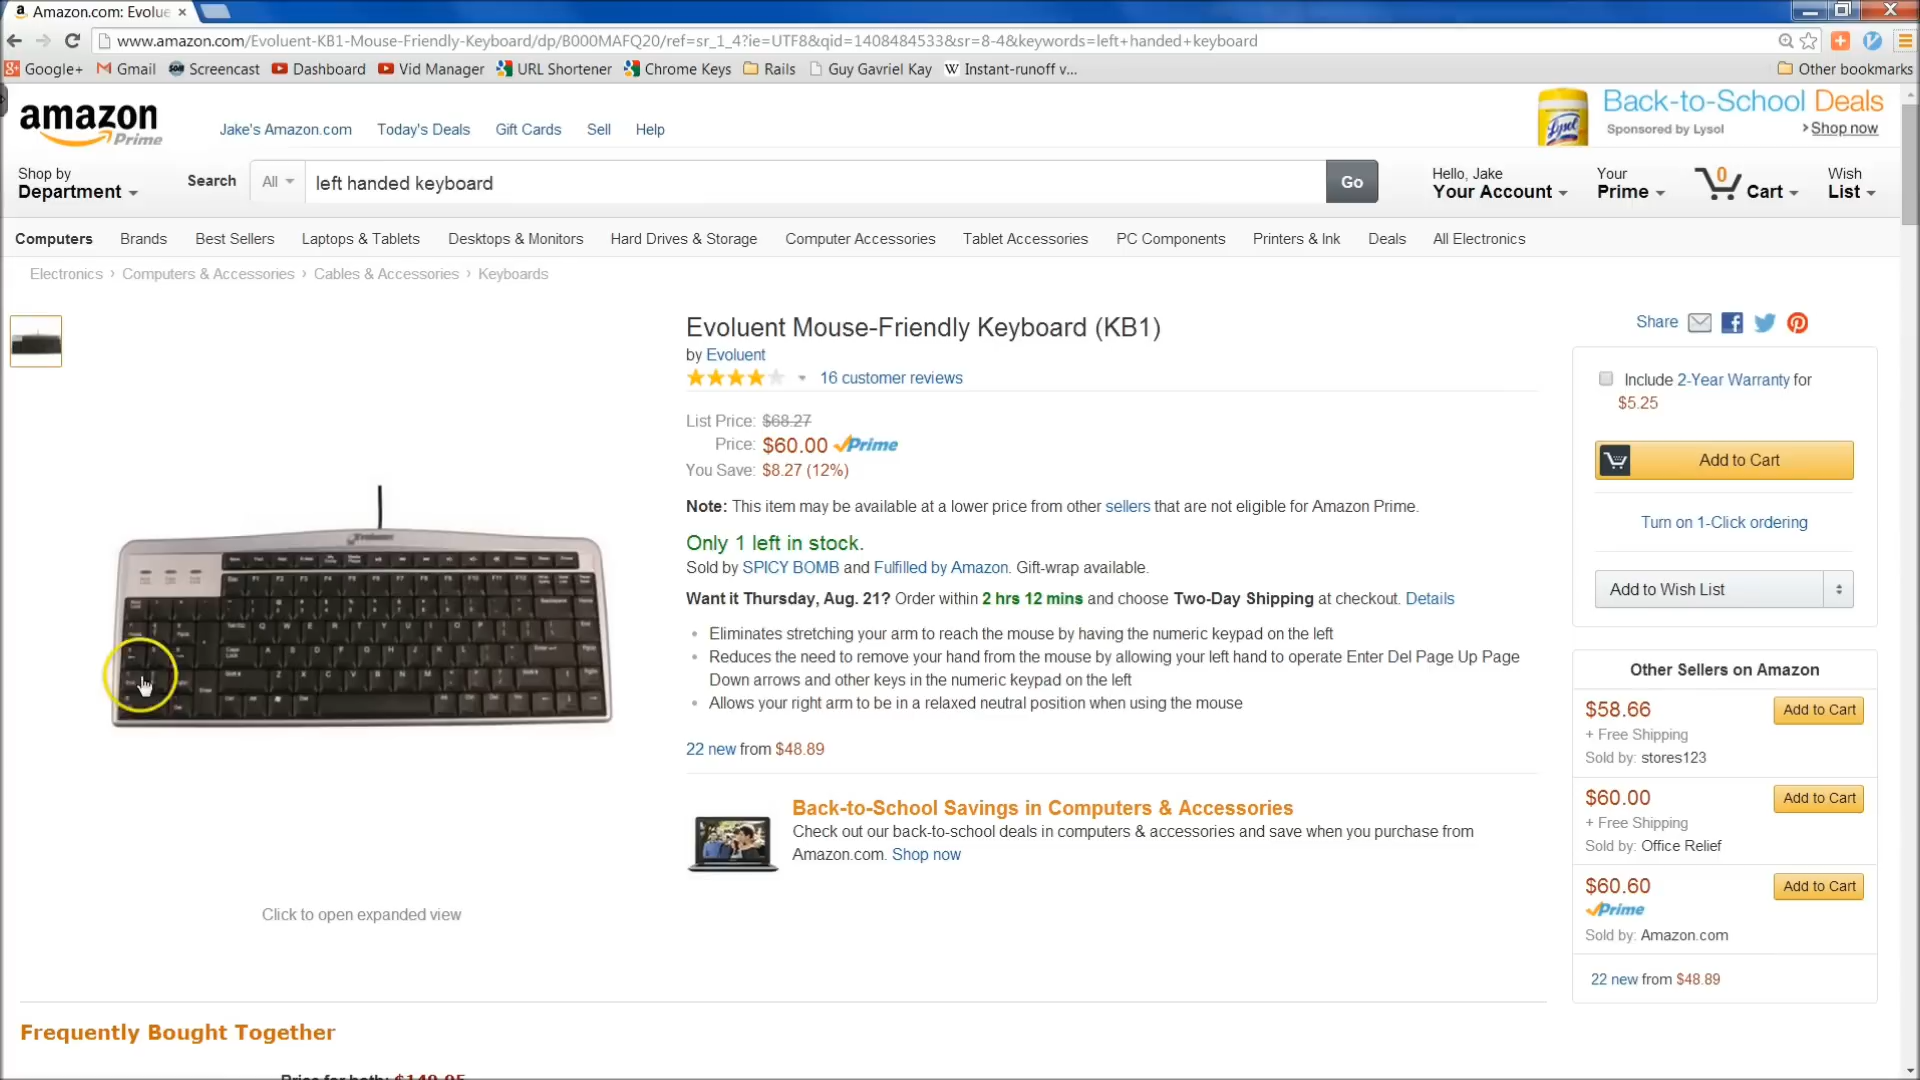 Amazon.com: Evolue
www.amazon.com/Evoluent-KB1-Mouse-Friendly-Keyboard/dp/B000MAFQ20/ref=sr_1_4?ie=UTF8&qid=1408484533&sr=8-4&keywords=left+handed+keyboard
Google+ Gmail Screencast Dashboard Vid Manager URL Shortener Chrome Keys Rails Guy Gavriel Kay Instant-runoff v... Other bookmarks
amazon Prime
Jake's Amazon.com Today's Deals Gift Cards Sell Help
Lysol
Back-to-School Deals
Sponsored by Lysol Shop now
Shop by
Department
Search All left handed keyboard Go
Hello, Jake
Your Account
Your
Prime
0 Cart
Wish
List
Computers Brands Best Sellers Laptops & Tablets Desktops & Monitors Hard Drives & Storage Computer Accessories Tablet Accessories PC Components Printers & Ink Deals All Electronics
Electronics › Computers & Accessories › Cables & Accessories › Keyboards
Evoluent Mouse-Friendly Keyboard (KB1)
by Evoluent
16 customer reviews
List Price: $68.27
Price: $60.00 Prime
You Save: $8.27 (12%)
Note: This item may be available at a lower price from other sellers that are not eligible for Amazon Prime.
Only 1 left in stock.
Sold by SPICY BOMB and Fulfilled by Amazon. Gift-wrap available.
Want it Thursday, Aug. 21? Order within 2 hrs 12 mins and choose Two-Day Shipping at checkout. Details
Eliminates stretching your arm to reach the mouse by having the numeric keypad on the left
Reduces the need to remove your hand from the mouse by allowing your left hand to operate Enter Del Page Up Page
Down arrows and other keys in the numeric keypad on the left
Allows your right arm to be in a relaxed neutral position when using the mouse
22 new from $48.89
Back-to-School Savings in Computers & Accessories
Check out our back-to-school deals in computers & accessories and save when you purchase from
Amazon.com. Shop now
Click to open expanded view
Share
Include 2-Year Warranty for
$5.25
Add to Cart
Turn on 1-Click ordering
Add to Wish List
Other Sellers on Amazon
$58.66 Add to Cart
+ Free Shipping
Sold by: stores123
$60.00 Add to Cart
+ Free Shipping
Sold by: Office Relief
$60.60 Add to Cart
Prime
Sold by: Amazon.com
22 new from $48.89
Frequently Bought Together
Price for both: $140.05